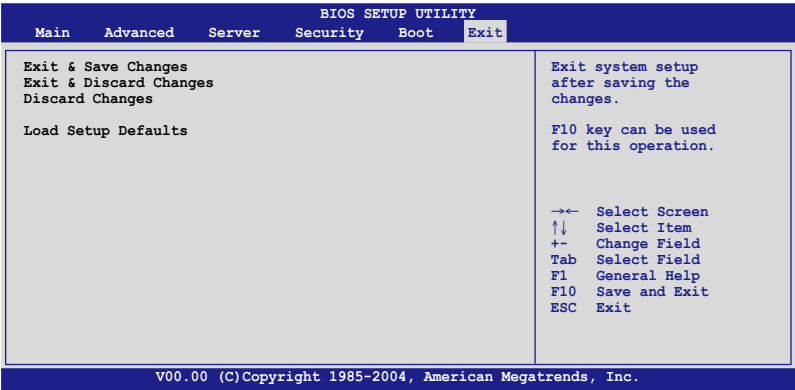 BIOS SETUP UTILITY
Main Advanced Server Security Boot Exit
Exit & Save Changes
Exit & Discard Changes
Discard Changes
Load Setup Defaults
Exit system setup
after saving the
changes.
F10 key can be used
for this operation.
→← Select Screen
↑↓ Select Item
+- Change Field
Tab Select Field
F1 General Help
F10 Save and Exit
ESC Exit
V00.00 (C)Copyright 1985-2004, American Megatrends, Inc.